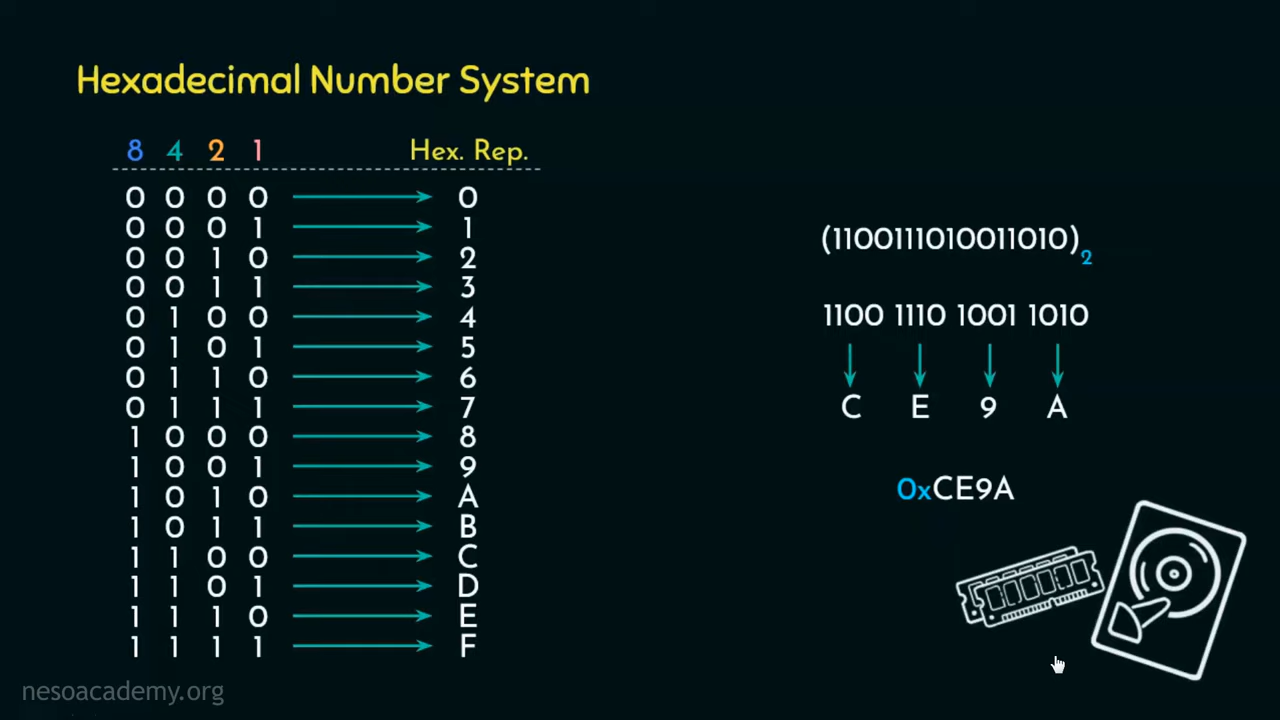 Hexadecimal Number System
8 4 2 1 Hex. Rep.
0 0 0 0 0
0 0 0 1 1
0 0 1 0 2
0 0 1 1 3
0 1 0 0 4
0 1 0 1 5
0 1 1 0 6
0 1 1 1 7
1 0 0 0 8
1 0 0 1 9
1 0 1 0 A
1 0 1 1 B
1 1 0 0 C
1 1 0 1 D
1 1 1 0 E
1 1 1 1 F
(1100111010011010)2
1100 1110 1001 1010
C E 9 A
0xCE9A
nesoacademy.org